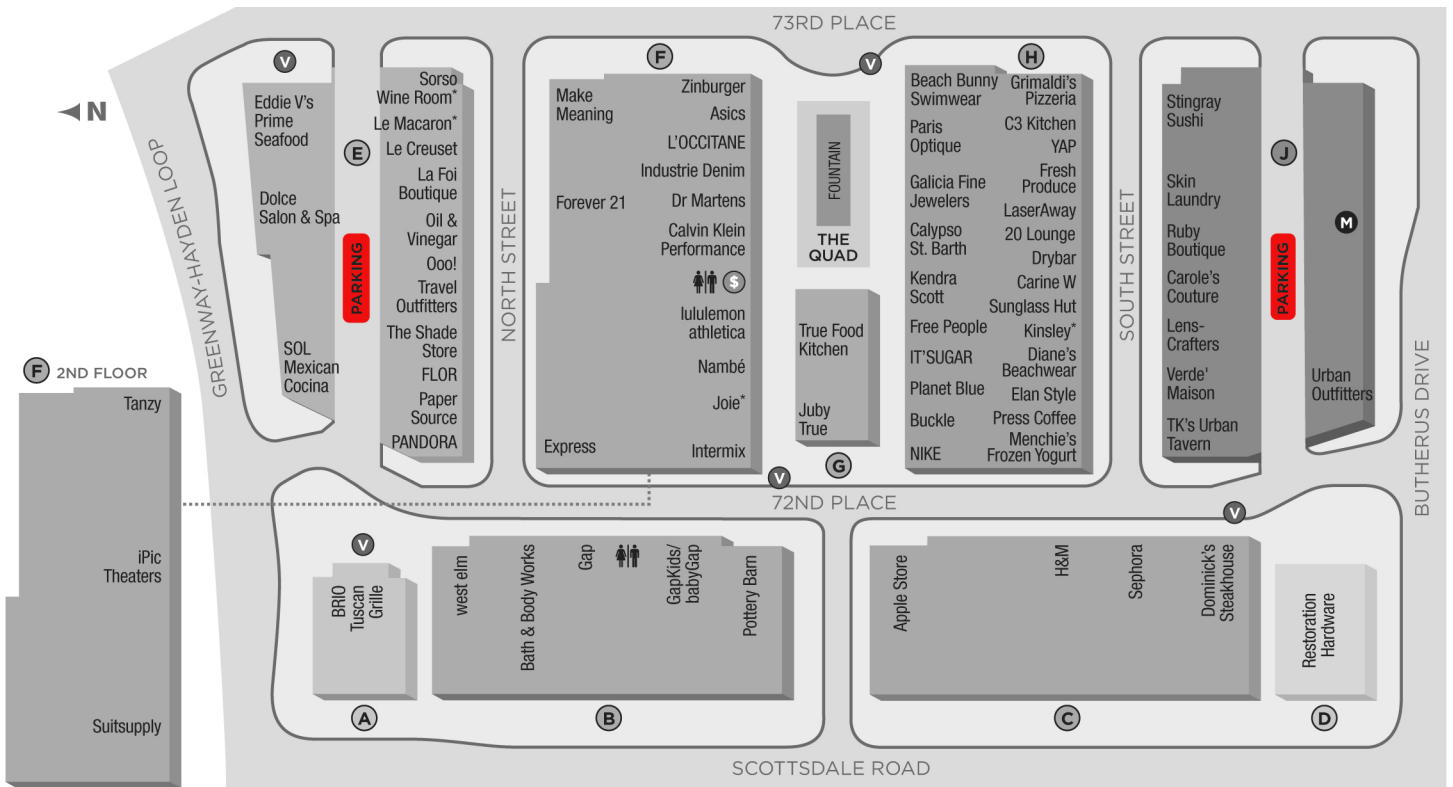 73RD PLACE
N
GREENWAY-HAYDEN LOOP
V
Eddie V's
Prime
Seafood
Dolce
Salon & Spa
SOL
Mexican
Cocina
E
PARKING
Sorso
Wine Room*
Le Macaron*
Le Creuset
La Foi
Boutique
Oil &
Vinegar
Ooo!
Travel
Outfitters
The Shade
Store
FLOR
Paper
Source
PANDORA
NORTH STREET
F
Make
Meaning
Forever 21
Express
Zinburger
Asics
L'OCCITANE
Industrie Denim
Dr Martens
Calvin Klein
Performance
$
lululemon
athletica
Nambé
Joie*
Intermix
V
FOUNTAIN
THE
QUAD
True Food
Kitchen
Juby
True
G
V
H
Beach Bunny
Swimwear
Paris
Optique
Galicia Fine
Jewelers
Calypso
St. Barth
Kendra
Scott
Free People
IT'SUGAR
Planet Blue
Buckle
NIKE
Grimaldi's
Pizzeria
C3 Kitchen
YAP
Fresh
Produce
LaserAway
20 Lounge
Drybar
Carine W
Sunglass Hut
Kinsley*
Diane's
Beachwear
Elan Style
Press Coffee
Menchie's
Frozen Yogurt
SOUTH STREET
Stingray
Sushi
Skin
Laundry
Ruby
Boutique
Carole's
Couture
Lens-
Crafters
Verde'
Maison
TK's Urban
Tavern
J
PARKING
M
Urban
Outfitters
BUTHERUS DRIVE
F 2ND FLOOR
Tanzy
iPic
Theaters
Suitsupply
72ND PLACE
V
BRIO
Tuscan
Grille
A
west elm
Bath & Body Works
Gap
GapKids/
babyGap
Pottery Barn
B
Apple Store
H&M
Sephora
Dominick's
Steakhouse
V
C
Restoration
Hardware
D
SCOTTSDALE ROAD